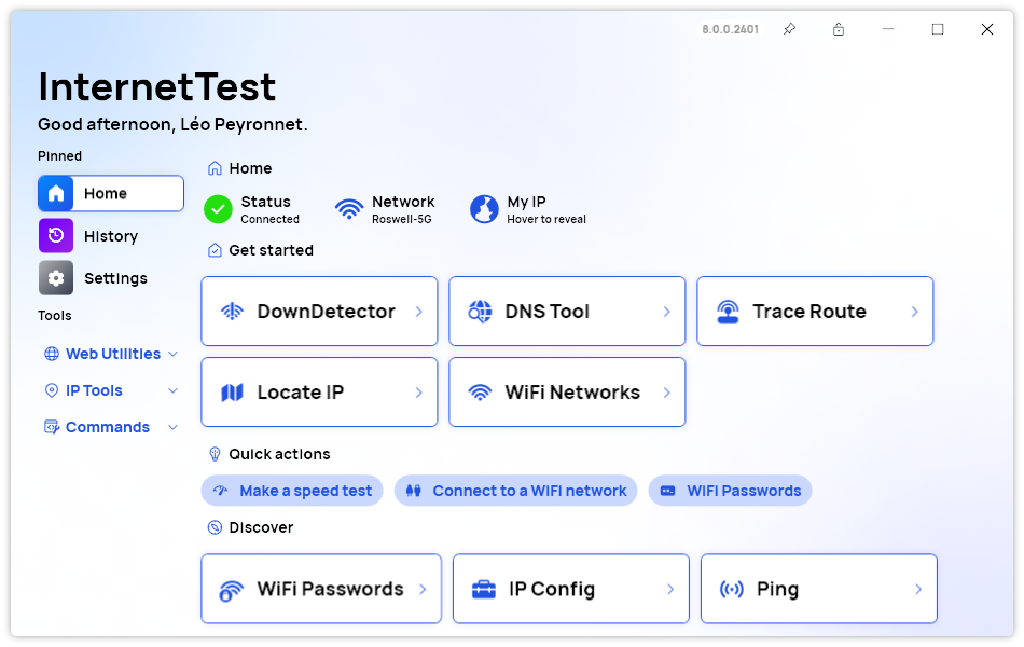 8.0.0.2401
InternetTest
Good afternoon, Léo Peyronnet.
Pinned
Home
History
Settings
Tools
Web Utilities
IP Tools
Commands
Home
Status
Connected
Network
Roswell-5G
My IP
Hover to reveal
Get started
DownDetector
DNS Tool
Trace Route
Locate IP
WiFi Networks
Quick actions
Make a speed test
Connect to a WiFi network
WiFi Passwords
Discover
WiFi Passwords
IP Config
Ping